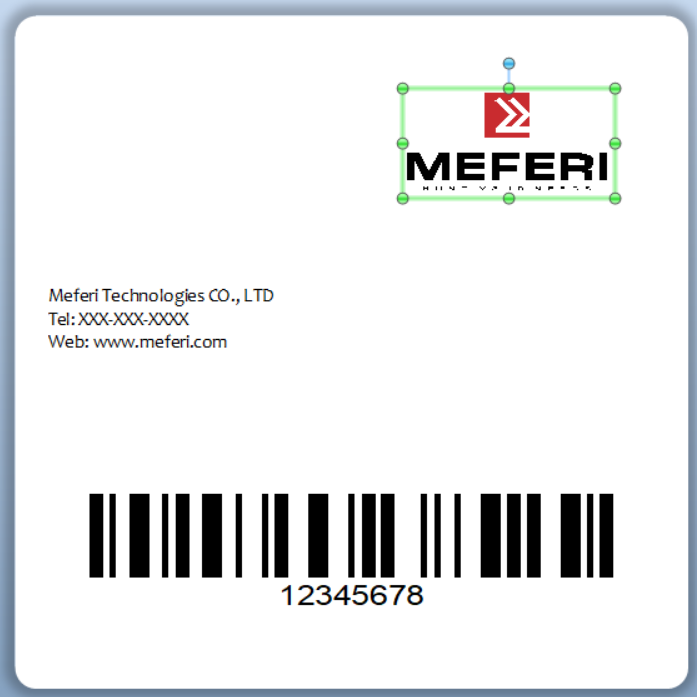 MEFERI
Meferi Technologies CO., LTD
Tel: XXX-XXX-XXXX
Web: www.meferi.com
12345678